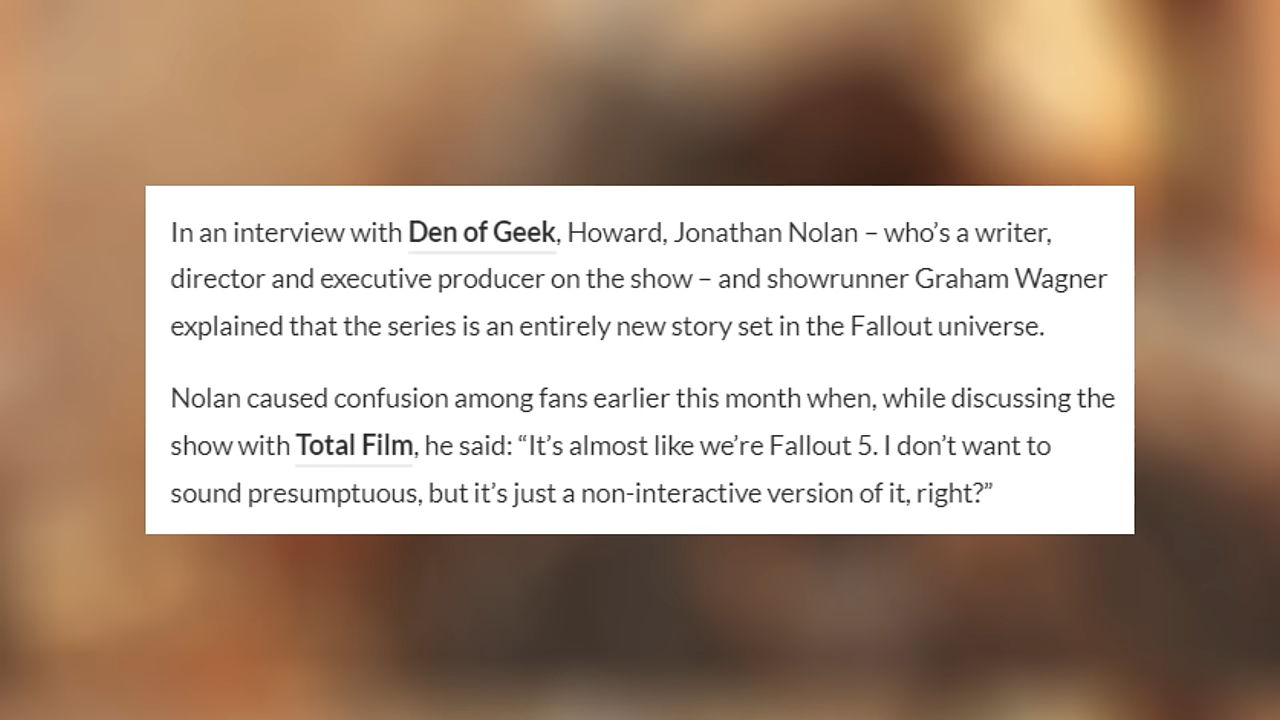 In an interview with Den of Geek, Howard, Jonathan Nolan – who’s a writer,
director and executive producer on the show – and showrunner Graham Wagner
explained that the series is an entirely new story set in the Fallout universe.
Nolan caused confusion among fans earlier this month when, while discussing the
show with Total Film, he said: “It’s almost like we’re Fallout 5. I don’t want to
sound presumptuous, but it’s just a non-interactive version of it, right?”